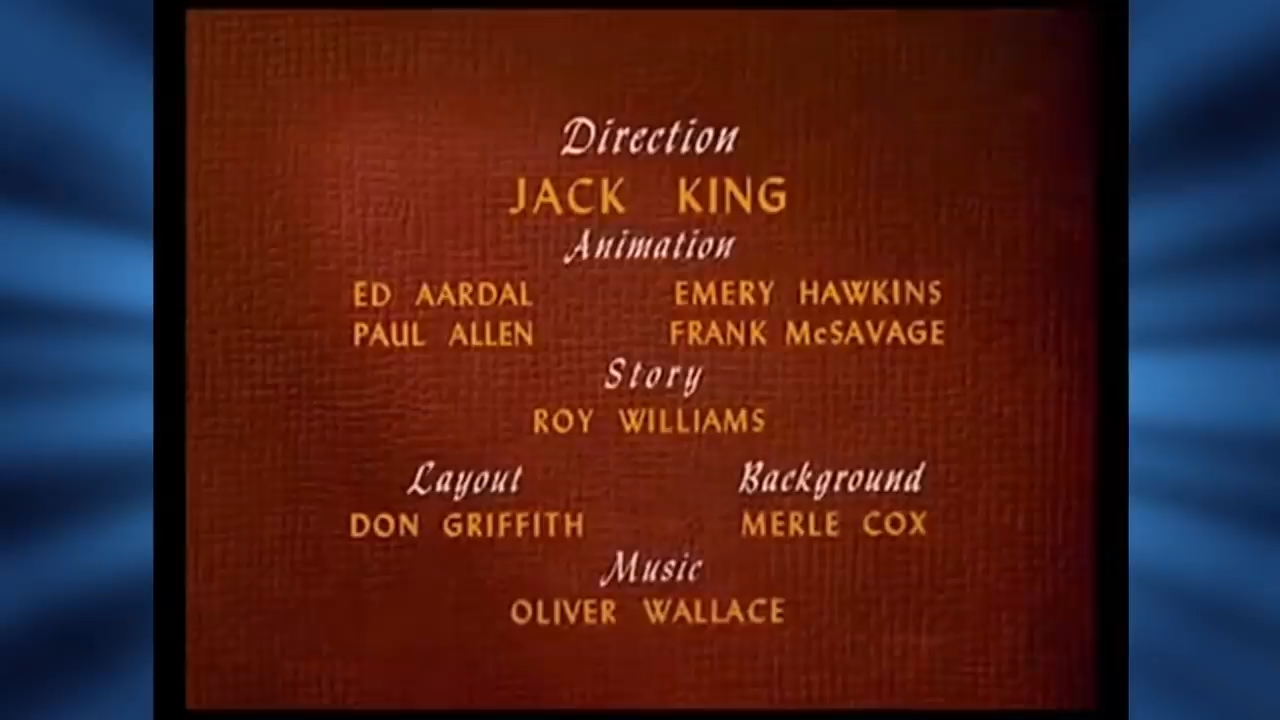 Direction
JACK KING
Animation
ED AARDAL EMERY HAWKINS
PAUL ALLEN FRANK McSAVAGE
Story
ROY WILLIAMS
Layout Background
DON GRIFFITH MERLE COX
Music
OLIVER WALLACE